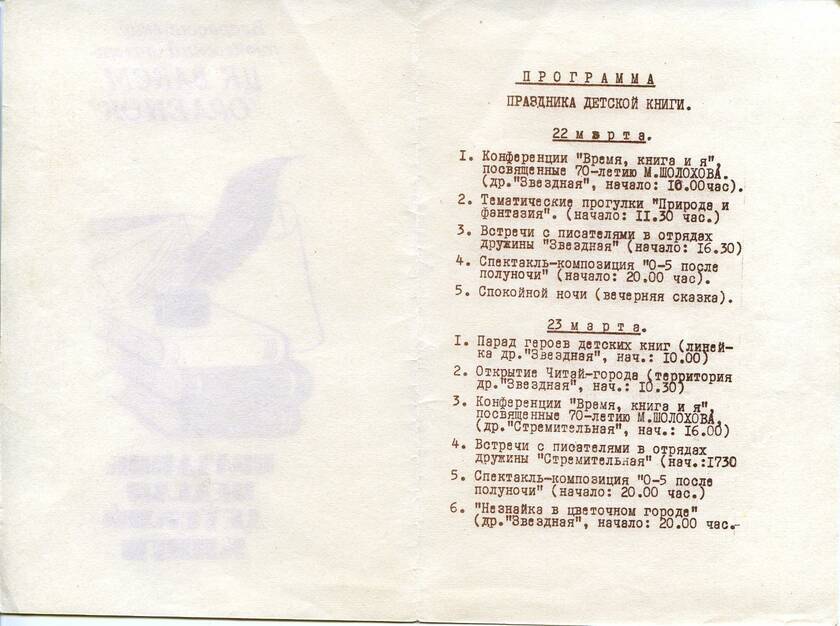 ПРОГРАММА
ПРАЗДНИКА ДЕТСКОЙ КНИГИ.
22 марта.
I. Конференции "Время, книга и я",
посвященные 70-летию М.ШОЛОХОВА.
(др."Звездная", начало: 10.00час).
2. Тематические прогулки "Природа и
фантазия". (начало: II.30 час.)
3. Встречи с писателями в отрядах
дружины "Звездная" (начало: 16.30)
4. Спектакль-композиция "0-5 после
полуночи" (начало: 20.00 час).
5. Спокойной ночи (вечерняя сказка).
23 марта.
I. Парад героев детских книг (линей-
ка др."Звездная", нач.: 10.00)
2. Открытие Читай-города (территория
др."Звездная", нач.: 10.30)
3. Конференции "Время, книга и я",
посвященные 70-летию М.ШОЛОХОВА,
(др."Стремительная", нач.: 16.00)
4. Встречи с писателями в отрядах
дружины "Стремительная" (нач.:1730
5. Спектакль-композиция "0-5 после
полуночи" (начало: 20.00 час.)
6. "Незнайка в цветочном городе"
(др."Звездная", начало: 20.00 час.-